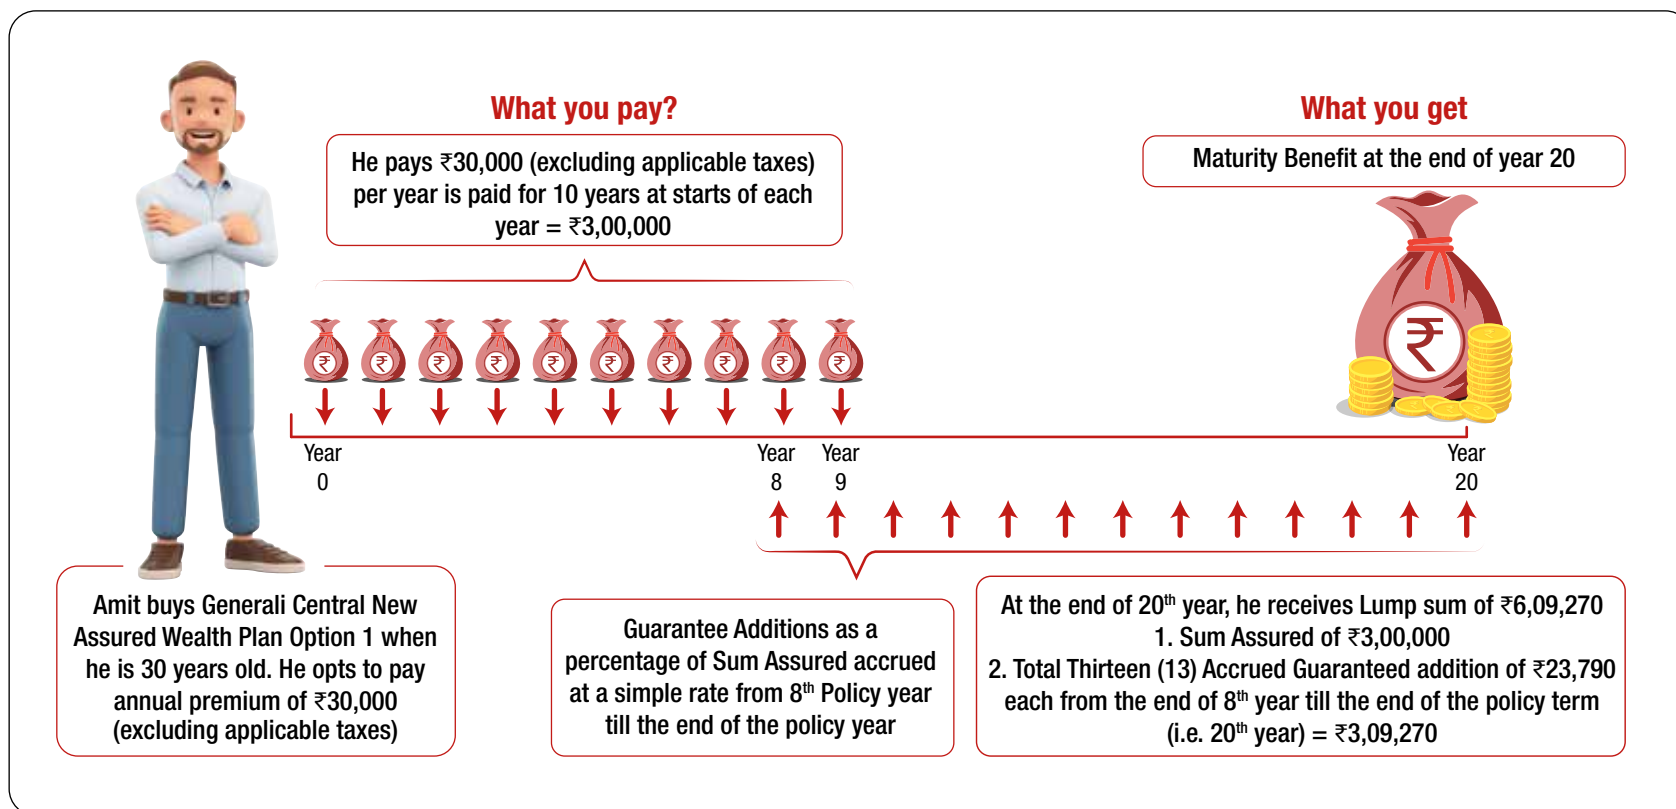 What you pay?
He pays ₹30,000 (excluding applicable taxes)
per year is paid for 10 years at starts of each
year = ₹3,00,000
What you get
Maturity Benefit at the end of year 20
₹
₹ ₹ ₹ ₹ ₹ ₹ ₹ ₹ ₹ ₹
Year
0
Year
8
Year
9
Year
20
Amit buys Generali Central New
Assured Wealth Plan Option 1 when
he is 30 years old. He opts to pay
annual premium of ₹30,000
(excluding applicable taxes)
Guarantee Additions as a
percentage of Sum Assured accrued
at a simple rate from 8th Policy year
till the end of the policy year
At the end of 20th year, he receives Lump sum of ₹6,09,270
1. Sum Assured of ₹3,00,000
2. Total Thirteen (13) Accrued Guaranteed addition of ₹23,790
each from the end of 8th year till the end of the policy term
(i.e. 20th year) = ₹3,09,270